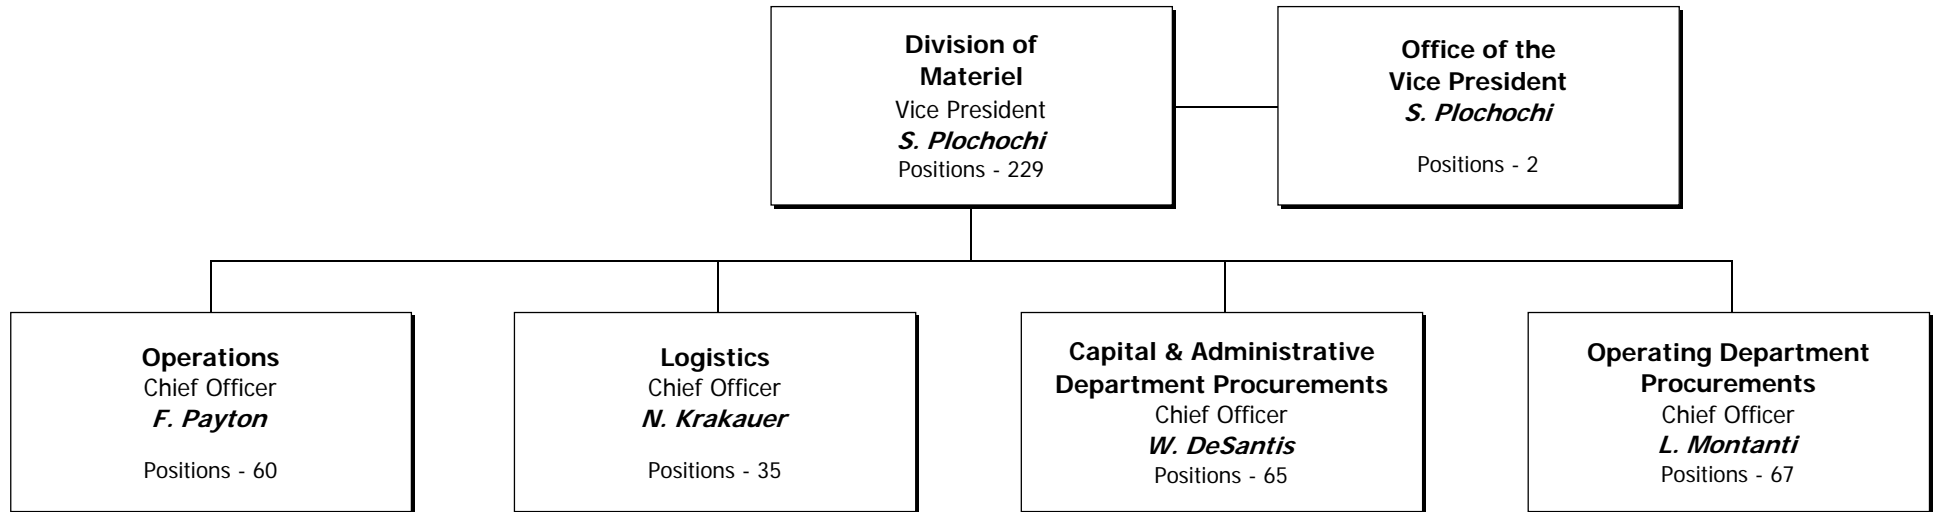 Division of
Materiel
Vice President
S. Plochochi
Positions - 229
Office of the
Vice President
S. Plochochi
Positions - 2
Operations
Chief Officer
F. Payton
Positions - 60
Logistics
Chief Officer
N. Krakauer
Positions - 35
Capital & Administrative
Department Procurements
Chief Officer
W. DeSantis
Positions - 65
Operating Department
Procurements
Chief Officer
L. Montanti
Positions - 67